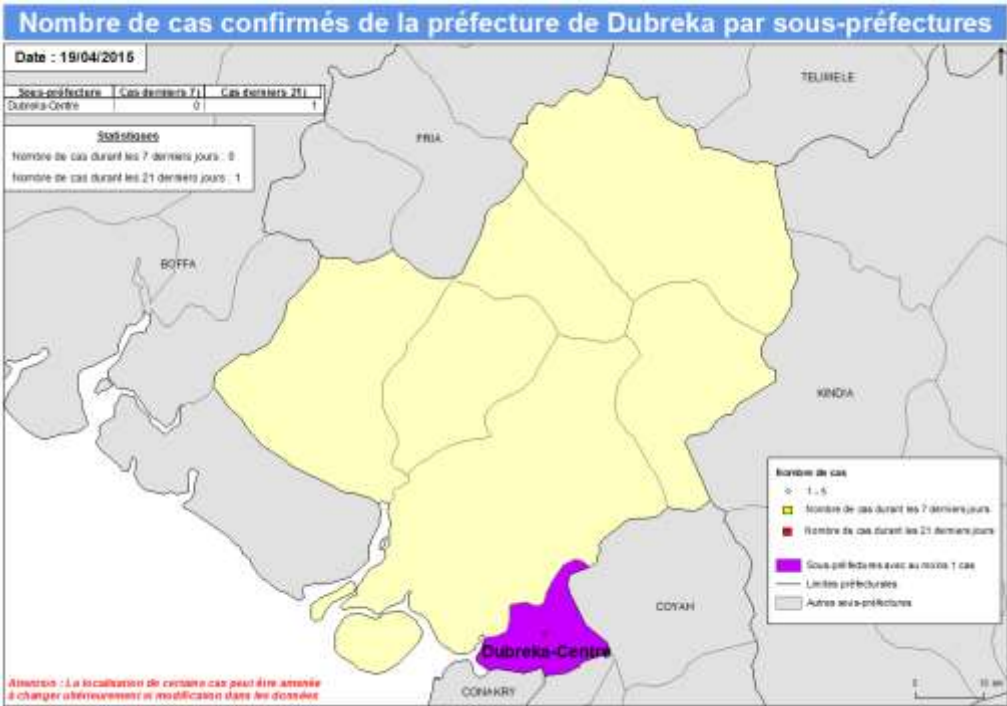 Nombre de cas confirmés de la préfecture de Dubreka par sous-préfectures
Date : 19/04/2015
Sous-préfecture Cas derniers 7j Cas derniers 21j
Dubreka-Centre 0 1
Statistiques
Nombre de cas durant les 7 derniers jours : 0
Nombre de cas durant les 21 derniers jours : 1
TELIMELE
FRIA
BOFFA
KINDIA
Nombre de cas
1 - 5
Nombre de cas durant les 7 derniers jours
Nombre de cas durant les 21 derniers jours
Sous-préfectures avec au moins 1 cas
Limites préfecturales
Autres sous-préfectures
COYAH
Dubreka-Centre
CONAKRY
Attention : La localisation de certains cas peut être amenée
à changer ultérieurement si modification dans les données
0 10 km